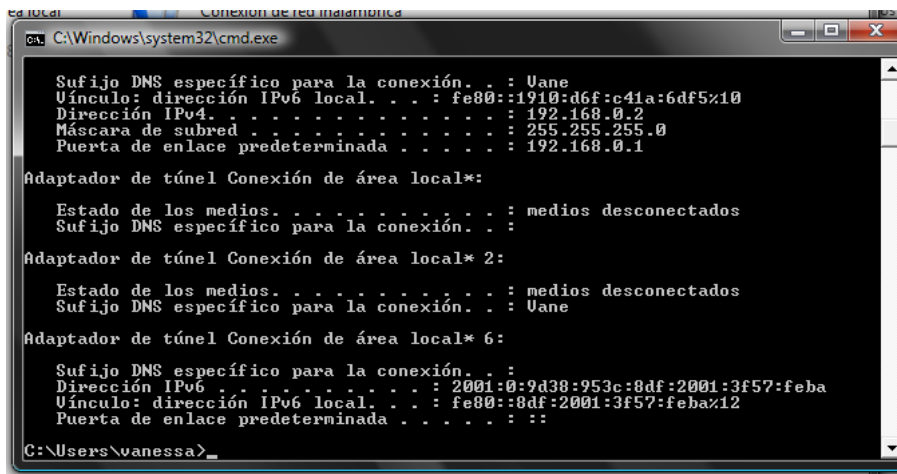 ea local Conexión de red inalámbrica
C:\Windows\system32\cmd.exe
Sufijo DNS específico para la conexión. . : Vane
Vínculo: dirección IPv6 local. . . : fe80::1910:d6f:c41a:6df5%10
Dirección IPv4. . . . . . . . . . . . . . : 192.168.0.2
Máscara de subred . . . . . . . . . . . . : 255.255.255.0
Puerta de enlace predeterminada . . . . . : 192.168.0.1
Adaptador de túnel Conexión de área local*:
Estado de los medios. . . . . . . . . . . : medios desconectados
Sufijo DNS específico para la conexión. . :
Adaptador de túnel Conexión de área local* 2:
Estado de los medios. . . . . . . . . . . : medios desconectados
Sufijo DNS específico para la conexión. . : Vane
Adaptador de túnel Conexión de área local* 6:
Sufijo DNS específico para la conexión. . :
Dirección IPv6 . . . . . . . . . . : 2001:0:9d38:953c:8df:2001:3f57:feba
Vínculo: dirección IPv6 local. . . : fe80::8df:2001:3f57:feba%12
Puerta de enlace predeterminada . . . . . : ::
C:\Users\vanessa>_